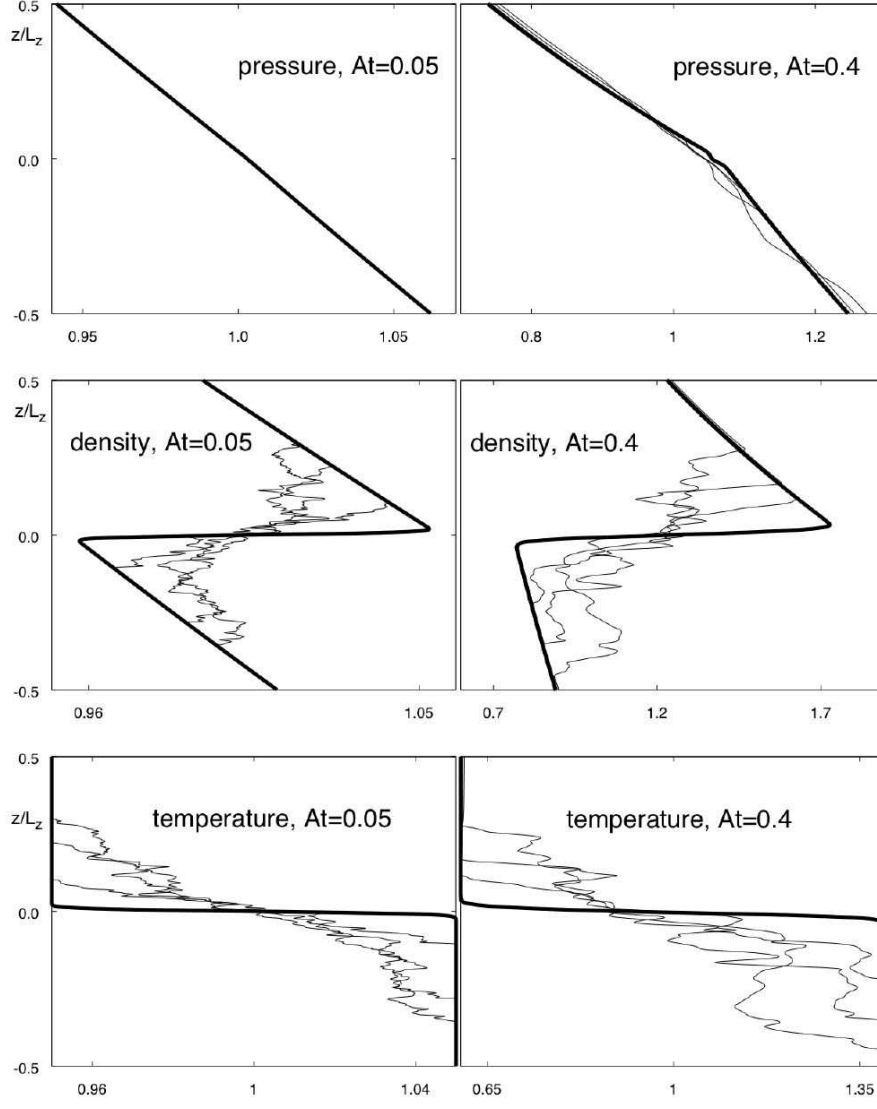 0.5
z/Lz
pressure, At=0.05
pressure, At=0.4
0.0
-0.5
0.95 1.0 1.05 0.8 1 1.2
0.5
z/Lz
density, At=0.05
density, At=0.4
0.0
-0.5
0.96 1.05 0.7 1.2 1.7
0.5
z/Lz
temperature, At=0.05
temperature, At=0.4
0.0
-0.5
0.96 1 1.04 0.65 1 1.35